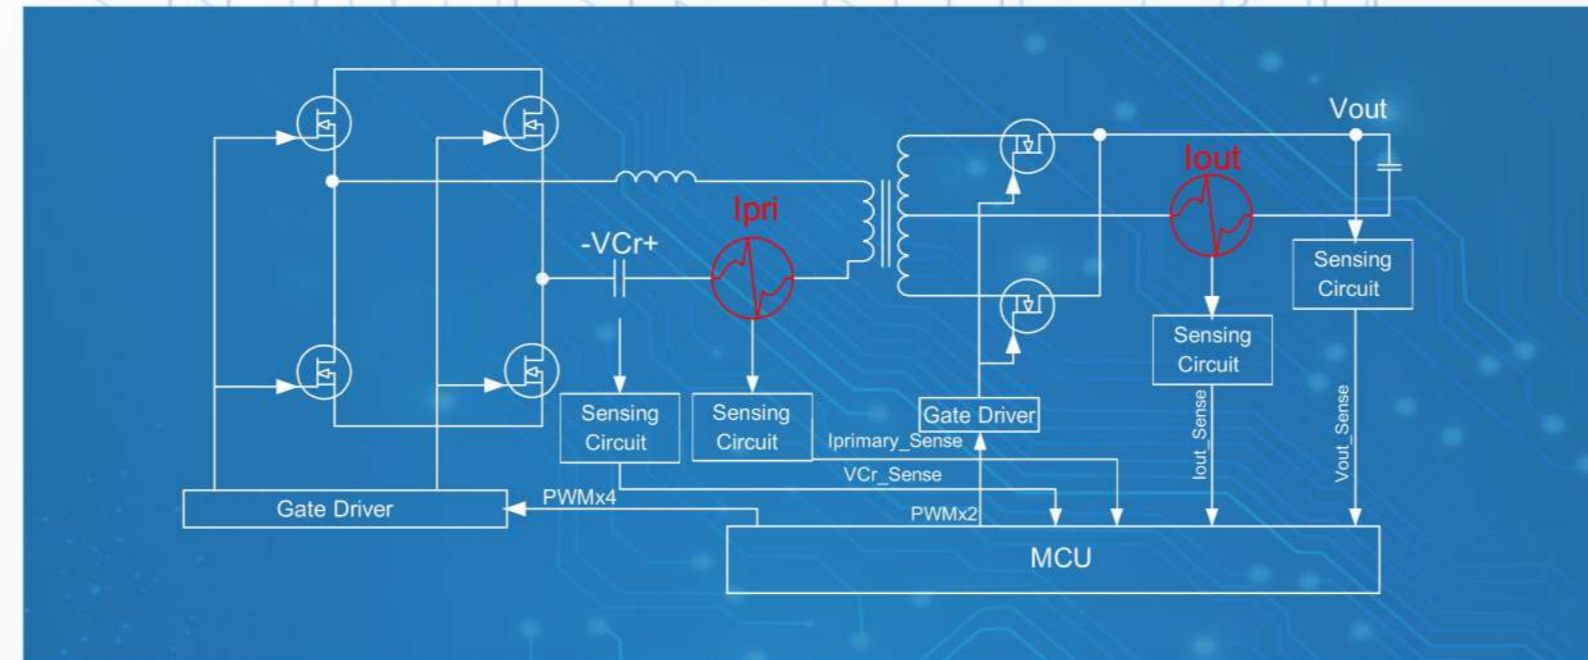 Vout
Iout
Ipri
-VCr+
Sensing
Circuit
Sensing
Circuit
Sensing
Circuit
Sensing
Circuit
Gate Driver
Iprimary_Sense
VCr_Sense
Iout_Sense
Vout_Sense
PWMx4
PWMx2
Gate Driver
MCU